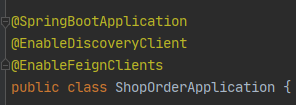 @SpringBootApplication
@EnableDiscoveryClient
@EnableFeignClients
public class ShopOrderApplication {